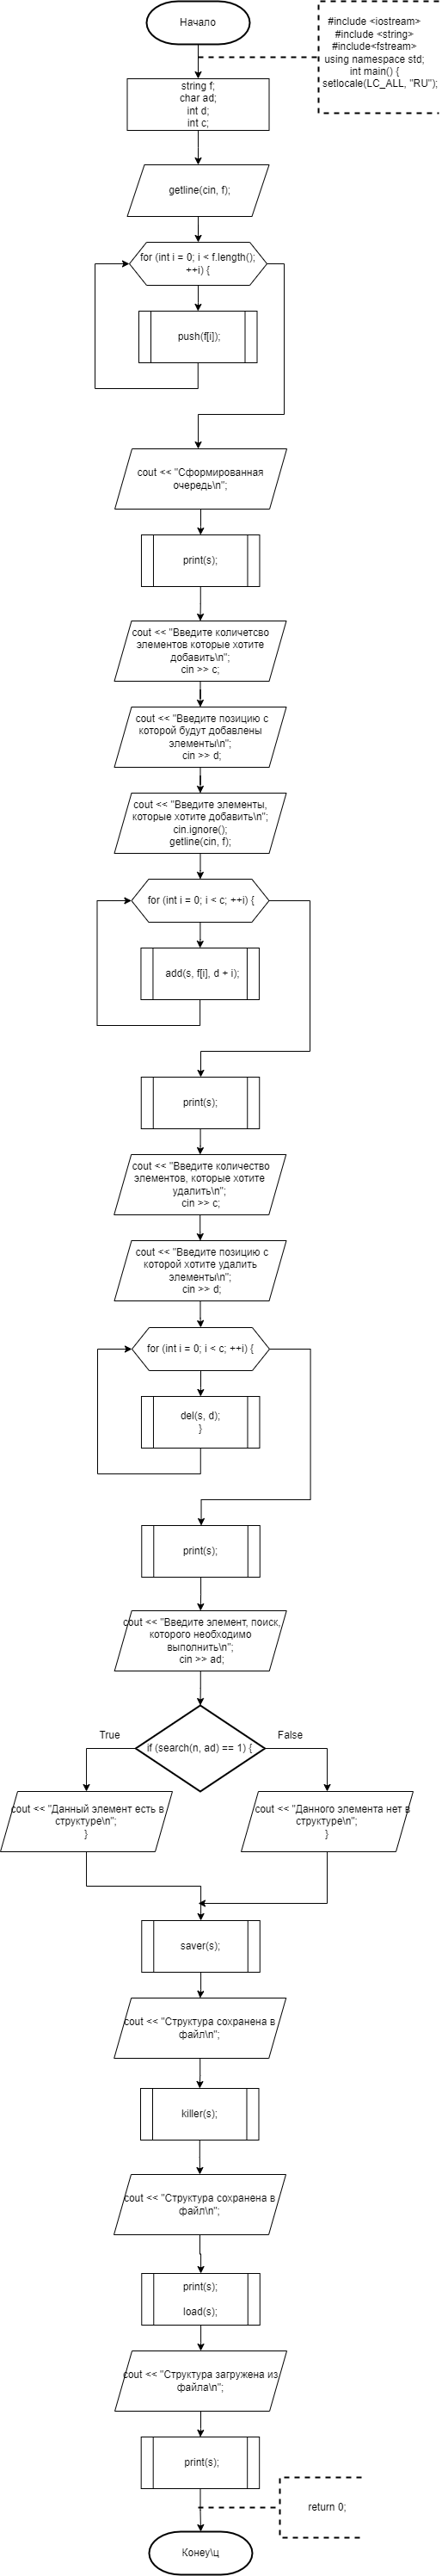 Начало
#include <iostream>
#include <string>
#include<fstream>
using namespace std;
int main() {
setlocale(LC_ALL, "RU");
string f;
char ad;
int d;
int c;
getline(cin, f);
for (int i = 0; i < f.length();
++i) {
push(f[i]);
cout << "Сформированная
очередь\n";
print(s);
cout << "Введите количетсво
элементов которые хотите
добавить\n";
cin >> c;
cout << "Введите позицию с
которой будут добавлены
элементы\n";
cin >> d;
cout << "Введите элементы,
которые хотите добавить\n";
cin.ignore();
getline(cin, f);
for (int i = 0; i < c; ++i) {
add(s, f[i], d + i);
print(s);
cout << "Введите количество
элементов, которые хотите
удалить\n";
cin >> c;
cout << "Введите позицию с
которой хотите удалить
элементы\n";
cin >> d;
for (int i = 0; i < c; ++i) {
del(s, d);
}
print(s);
cout << "Введите элемент, поиск,
которого необходимо
выполнить\n";
cin >> ad;
if (search(n, ad) == 1) {
True
False
cout << "Данный элемент есть в
структуре\n";
}
cout << "Данного элемента нет в
структуре\n";
}
saver(s);
cout << "Структура сохранена в
файл\n";
killer(s);
cout << "Структура сохранена в
файл\n";
print(s);
load(s);
cout << "Структура загружена из
файла\n";
print(s);
return 0;
Конеу\ц